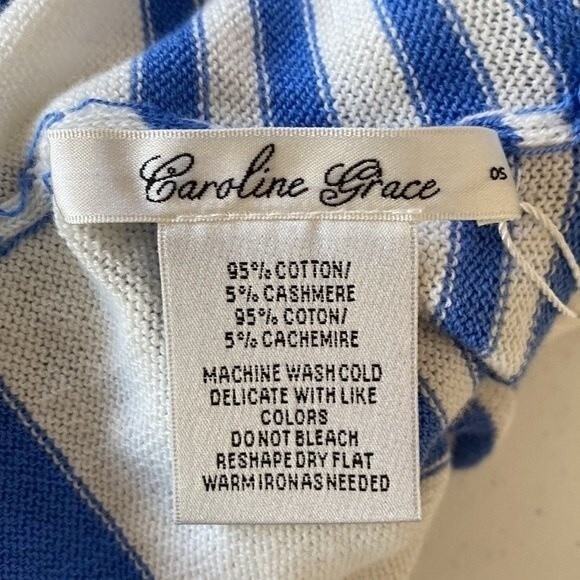 Caroline Grace
OS
95% COTTON/
5% CASHMERE
95% COTON/
5% CACHEMIRE
MACHINE WASH COLD
DELICATE WITH LIKE
COLORS
DO NOT BLEACH
RESHAPE DRY FLAT
WARM IRON AS NEEDED